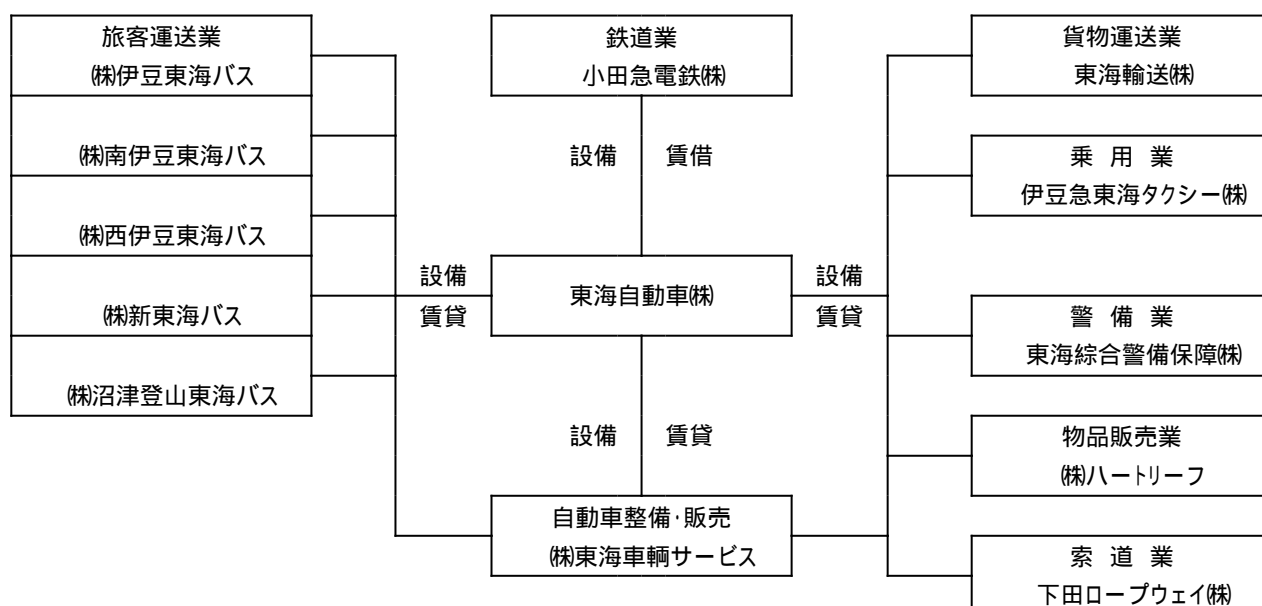 旅客運送業
㈱伊豆東海バス
㈱南伊豆東海バス
㈱西伊豆東海バス
㈱新東海バス
㈱沼津登山東海バス
鉄道業
小田急電鉄㈱
設備 賃借
設備
賃貸
東海自動車㈱
設備
賃貸
設備 賃貸
自動車整備・販売
㈱東海車輌サービス
貨物運送業
東海輸送㈱
乗 用 業
伊豆急東海タクシー㈱
警 備 業
東海綜合警備保障㈱
物品販売業
㈱ハートリーフ
索 道 業
下田ロープウェイ㈱